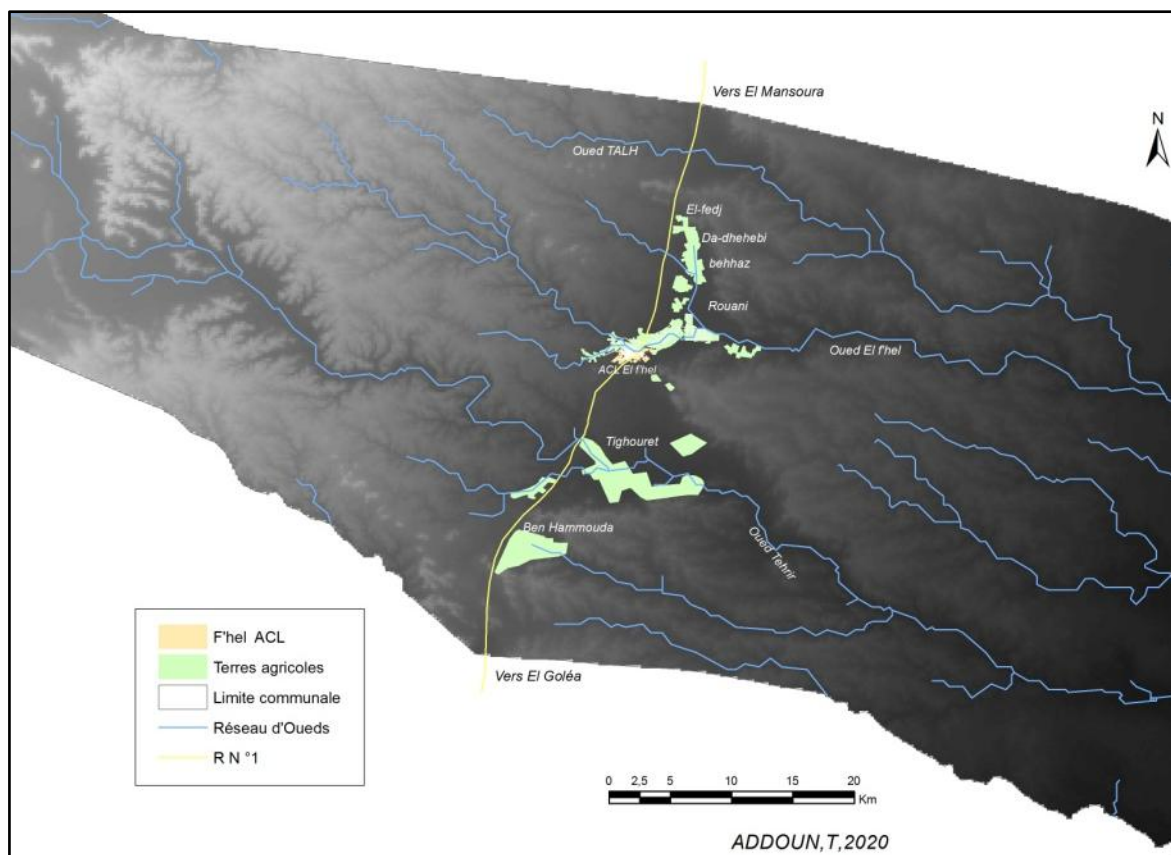 Vers El Mansoura
N
Oued TALH
El-fedj
Da-dhehebi
behhaz
Rouani
Oued El f'hel
ACL El f'hel
Tighouret
Ben Hammouda
Oued Tehrir
F'hel ACL
Terres agricoles
Limite communale
Réseau d'Oueds
R N °1
Vers El Goléa
0 2,5 5 10 15 20
Km
ADDOUN,T,2020